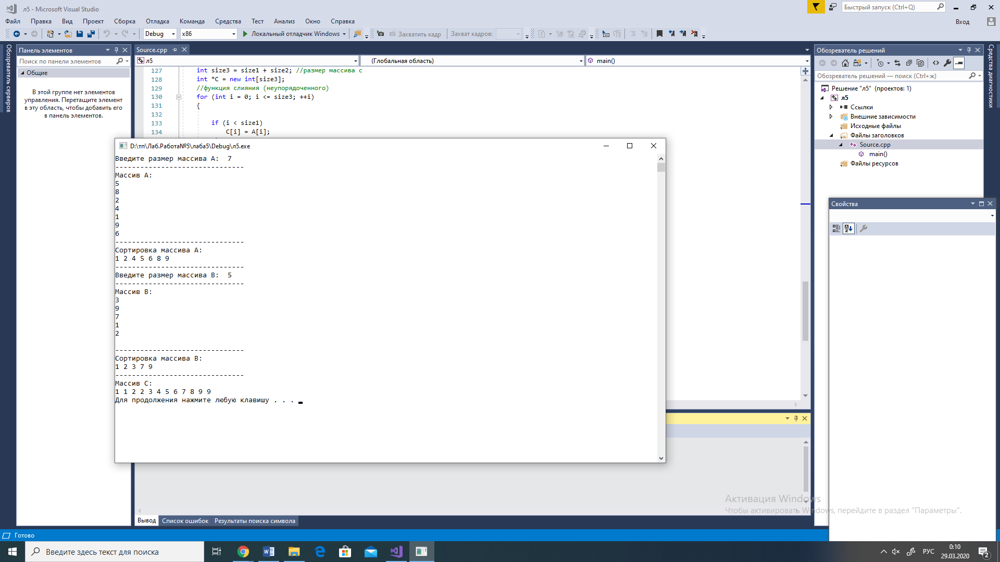 л5 - Microsoft Visual Studio
Быстрый запуск (Ctrl+Q)
Файл Правка Вид Проект Сборка Отладка Команда Средства Тест Анализ Окно Справка
Вход
Debug x86 Локальный отладчик Windows Захватить кадр Захват кадров:
Обозреватель серверов
Панель элементов
Поиск по панели элементов
Общие
В этой группе нет элементов
управления. Перетащите элемент
в эту область, чтобы добавить его
в панель элементов.
Source.cpp
л5 (Глобальная область) main()
127 int size3 = size1 + size2; //размер массива с
128 int *C = new int[size3];
129 //функция слияния (неупорядоченного)
130 for (int i = 0; i <= size3; ++i)
131 {
132
133 if (i < size1)
134 C[i] = A[i];
D:\тп\Лаб.Работа№5\лаба5\Debug\л5.exe
Введите размер массива A: 7
-------------------------------
Массив A:
5
8
2
4
1
9
6
-------------------------------
Сортировка массива A:
1 2 4 5 6 8 9
-------------------------------
Введите размер массива B: 5
-------------------------------
Массив B:
3
9
7
1
2
-------------------------------
Сортировка массива B:
1 2 3 7 9
-------------------------------
Массив C:
1 1 2 2 3 4 5 6 7 8 9 9
Для продолжения нажмите любую клавишу . . .
Вывод Список ошибок Результаты поиска символа
Обозреватель решений
Обозреватель решений — поиск (Ctrl+ж)
Решение "л5" (проектов: 1)
л5
Ссылки
Внешние зависимости
Исходные файлы
Файлы заголовков
Source.cpp
main()
Файлы ресурсов
Средства диагностики
Свойства
Активация Windows
Чтобы активировать Windows, перейдите в раздел "Параметры".
Готово
Введите здесь текст для поиска
РУС
0:10
29.03.2020
2